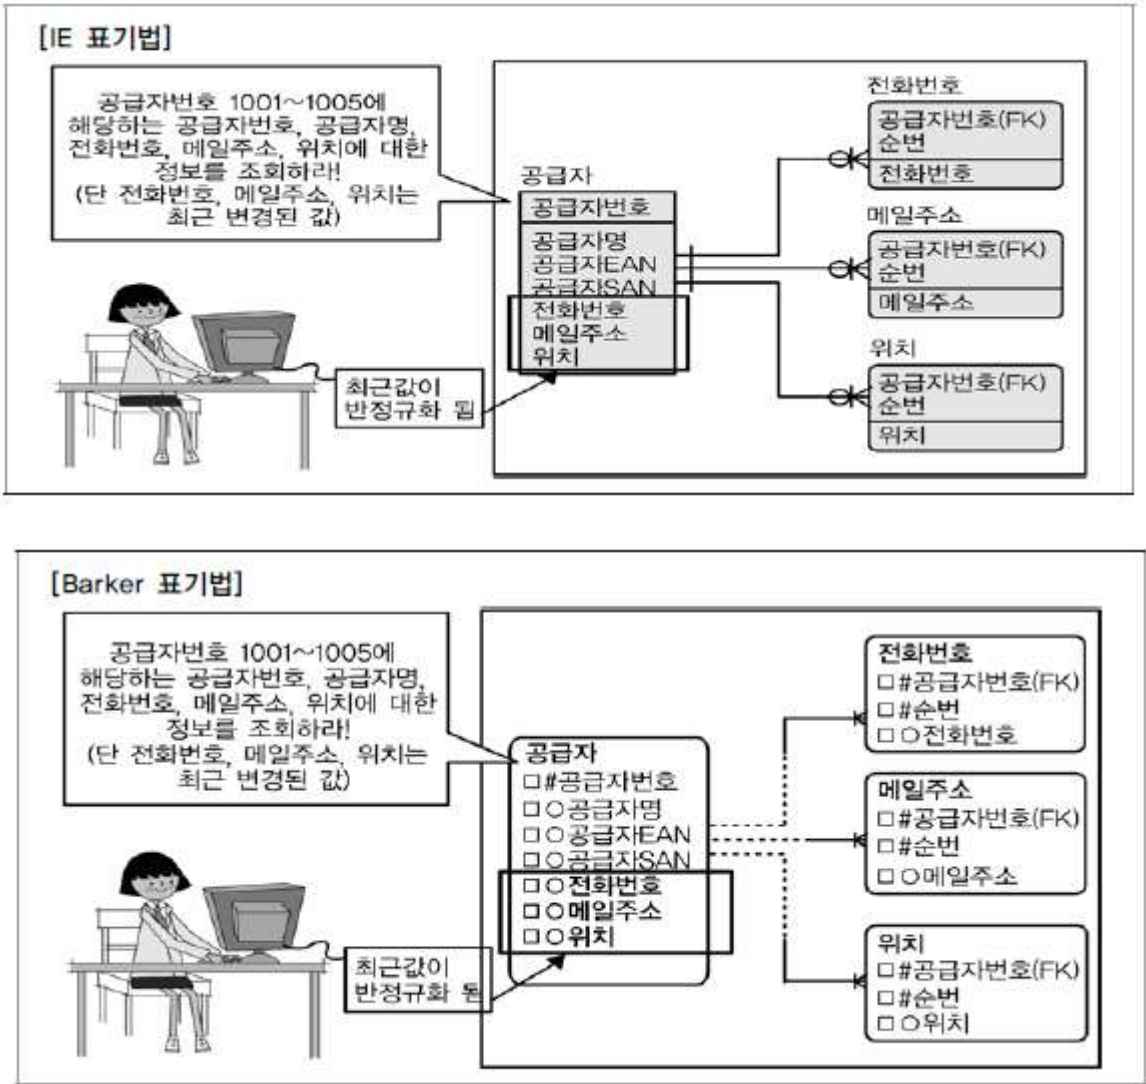 [IE 표기법]
공급자번호 1001~1005에
해당하는 공급자번호, 공급자명,
전화번호, 메일주소, 위치에 대한
정보를 조회하라!
(단 전화번호, 메일주소, 위치는
최근 변경된 값)
공급자
공급자번호
공급자명
공급자EAN
공급자SAN
전화번호
메일주소
위치
최근값이
반정규화 됨
전화번호
공급자번호(FK)
순번
전화번호
메일주소
공급자번호(FK)
순번
메일주소
위치
공급자번호(FK)
순번
위치
[Barker 표기법]
공급자번호 1001~1005에
해당하는 공급자번호, 공급자명,
전화번호, 메일주소, 위치에 대한
정보를 조회하라!
(단 전화번호, 메일주소, 위치는
최근 변경된 값)
공급자
□#공급자번호
□○공급자명
□○공급자EAN
□○공급자SAN
□○전화번호
□○메일주소
□○위치
최근값이
반정규화 됨
전화번호
□#공급자번호(FK)
□#순번
□○전화번호
메일주소
□#공급자번호(FK)
□#순번
□○메일주소
위치
□#공급자번호(FK)
□#순번
□○위치